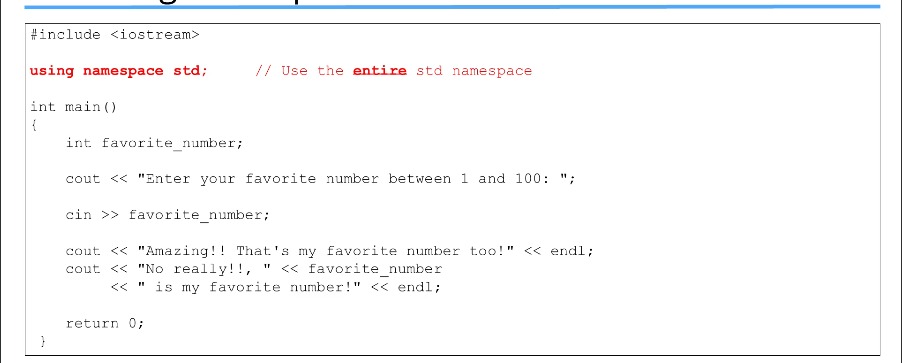 #include <iostream>
using namespace std;      // Use the entire std namespace
int main()
{
    int favorite_number;
    cout << "Enter your favorite number between 1 and 100: ";
    cin >> favorite_number;
    cout << "Amazing!! That's my favorite number too!" << endl;
    cout << "No really!!, " << favorite_number
         << " is my favorite number!" << endl;
    return 0;
 }